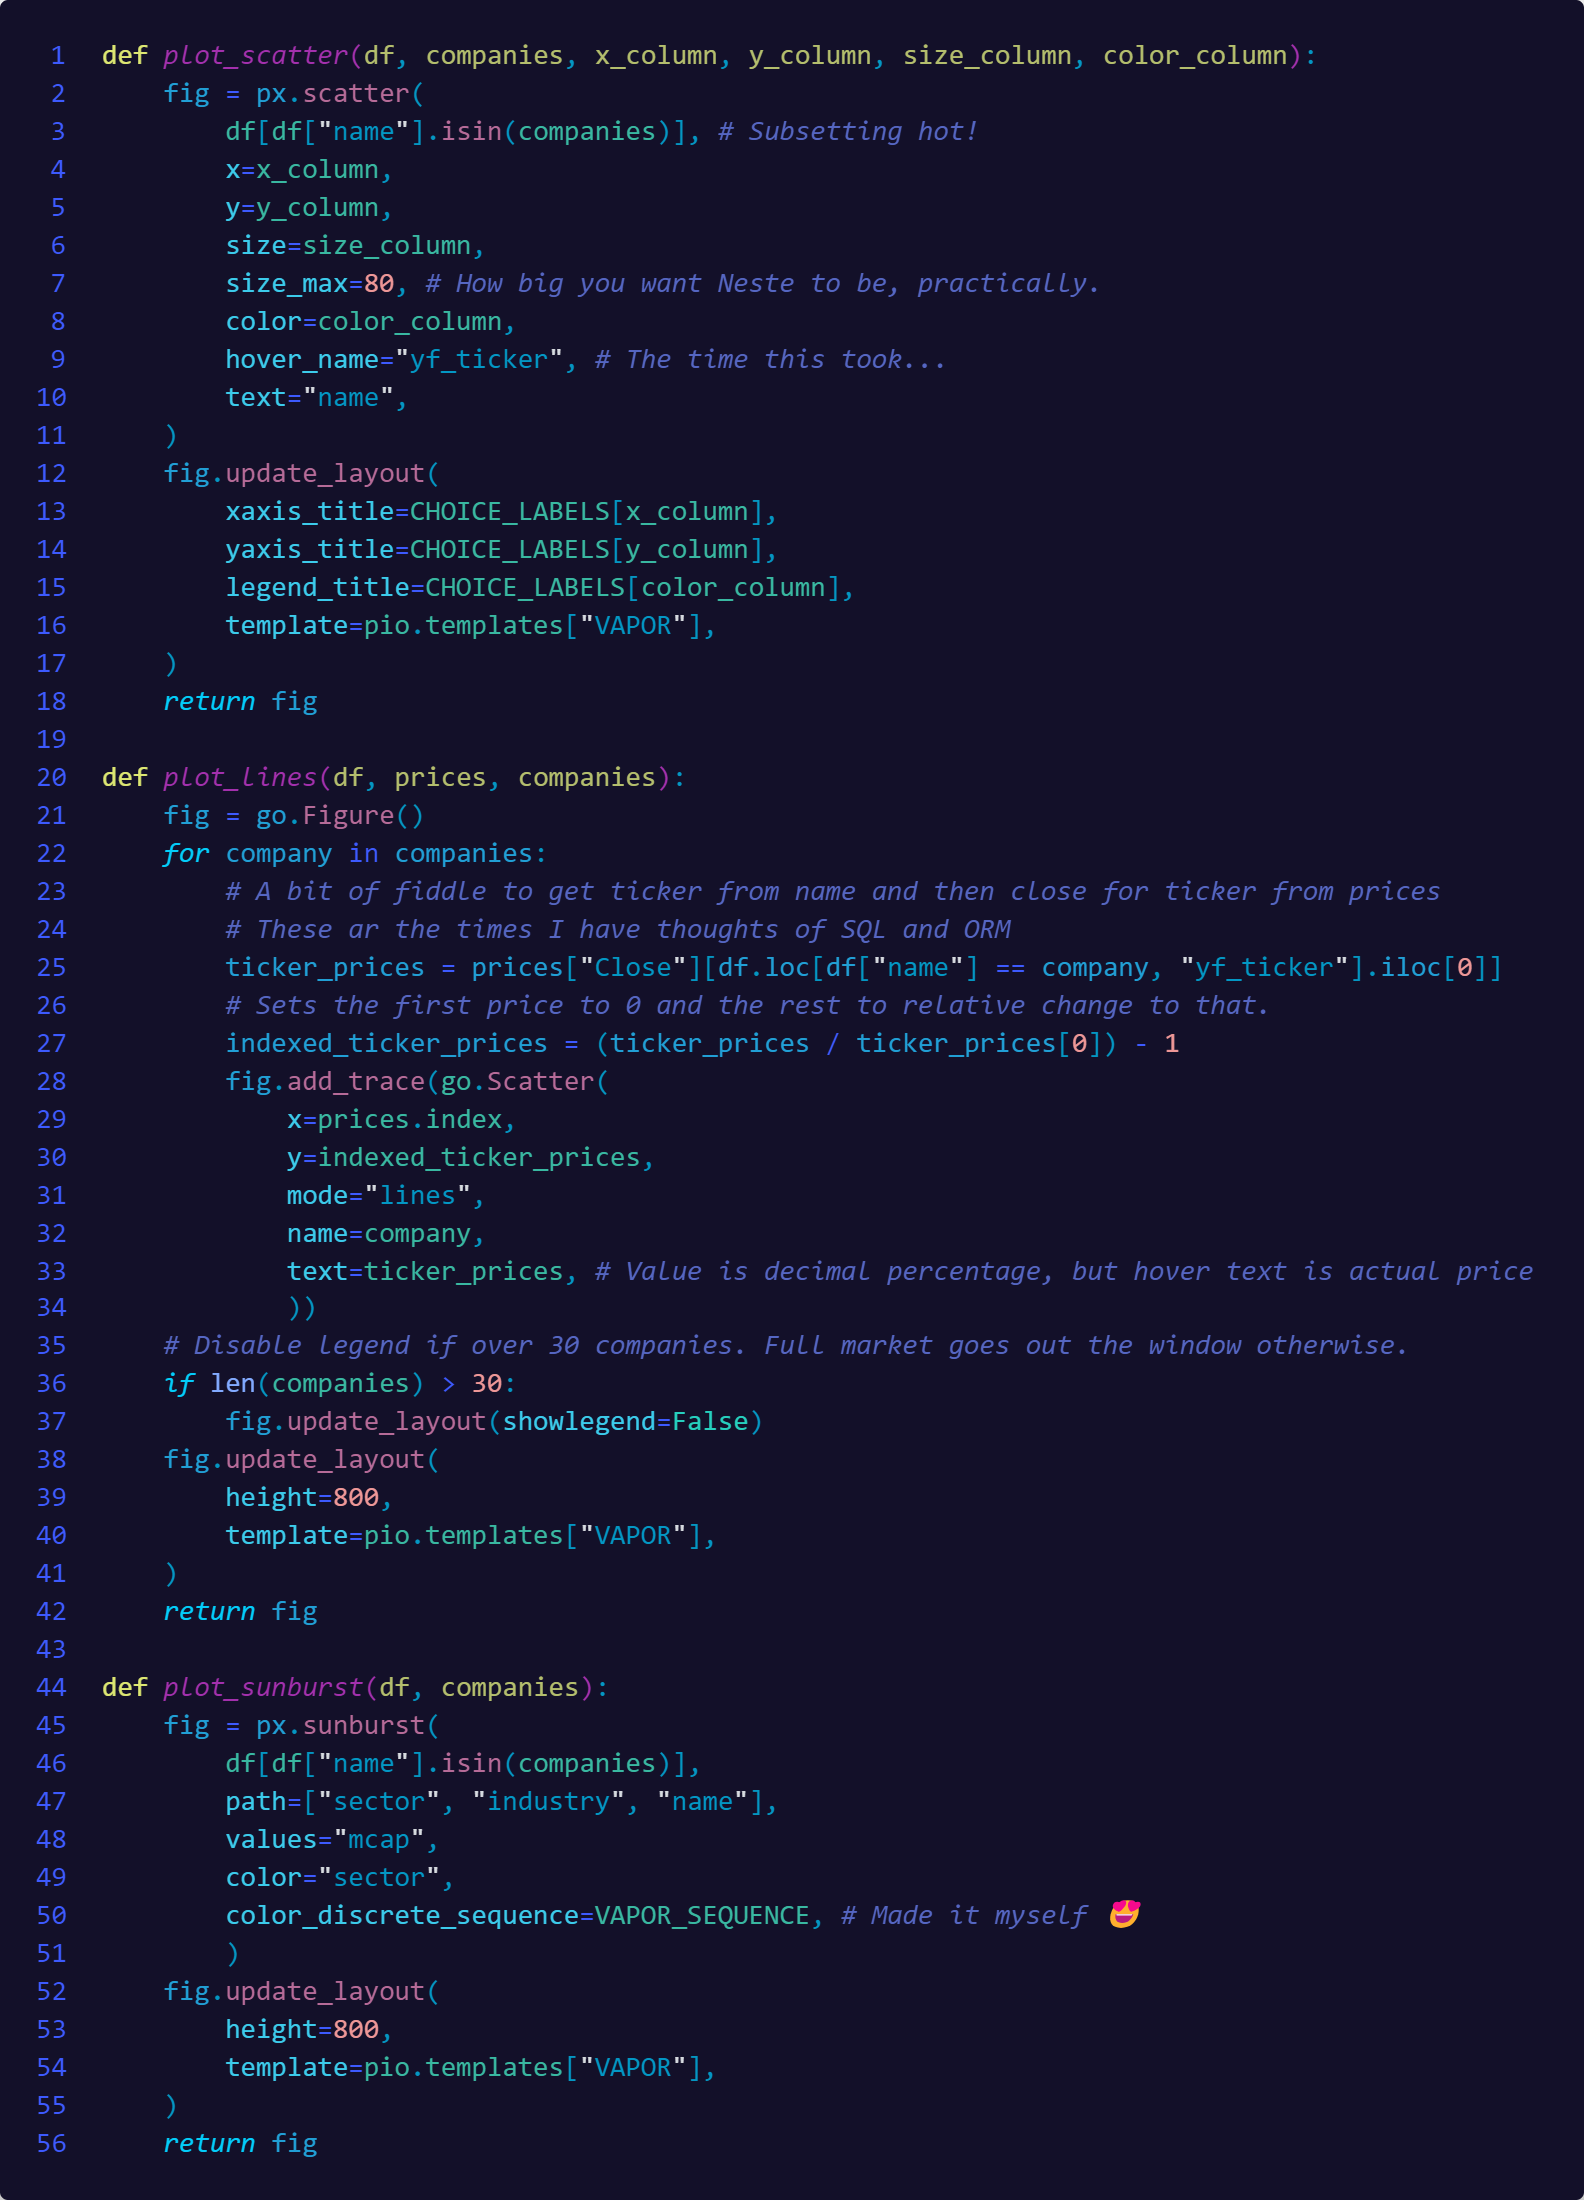 1 def plot_scatter(df, companies, x_column, y_column, size_column, color_column):
2     fig = px.scatter(
3         df[df["name"].isin(companies)], # Subsetting hot!
4         x=x_column,
5         y=y_column,
6         size=size_column,
7         size_max=80, # How big you want Neste to be, practically.
8         color=color_column,
9         hover_name="yf_ticker", # The time this took...
10         text="name",
11     )
12     fig.update_layout(
13         xaxis_title=CHOICE_LABELS[x_column],
14         yaxis_title=CHOICE_LABELS[y_column],
15         legend_title=CHOICE_LABELS[color_column],
16         template=pio.templates["VAPOR"],
17     )
18     return fig
19
20 def plot_lines(df, prices, companies):
21     fig = go.Figure()
22     for company in companies:
23         # A bit of fiddle to get ticker from name and then close for ticker from prices
24         # These ar the times I have thoughts of SQL and ORM
25         ticker_prices = prices["Close"][df.loc[df["name"] == company, "yf_ticker"].iloc[0]]
26         # Sets the first price to 0 and the rest to relative change to that.
27         indexed_ticker_prices = (ticker_prices / ticker_prices[0]) - 1
28         fig.add_trace(go.Scatter(
29             x=prices.index,
30             y=indexed_ticker_prices,
31             mode="lines",
32             name=company,
33             text=ticker_prices, # Value is decimal percentage, but hover text is actual price
34             ))
35     # Disable legend if over 30 companies. Full market goes out the window otherwise.
36     if len(companies) > 30:
37         fig.update_layout(showlegend=False)
38     fig.update_layout(
39         height=800,
40         template=pio.templates["VAPOR"],
41     )
42     return fig
43
44 def plot_sunburst(df, companies):
45     fig = px.sunburst(
46         df[df["name"].isin(companies)],
47         path=["sector", "industry", "name"],
48         values="mcap",
49         color="sector",
50         color_discrete_sequence=VAPOR_SEQUENCE, # Made it myself 😍
51         )
52     fig.update_layout(
53         height=800,
54         template=pio.templates["VAPOR"],
55     )
56     return fig